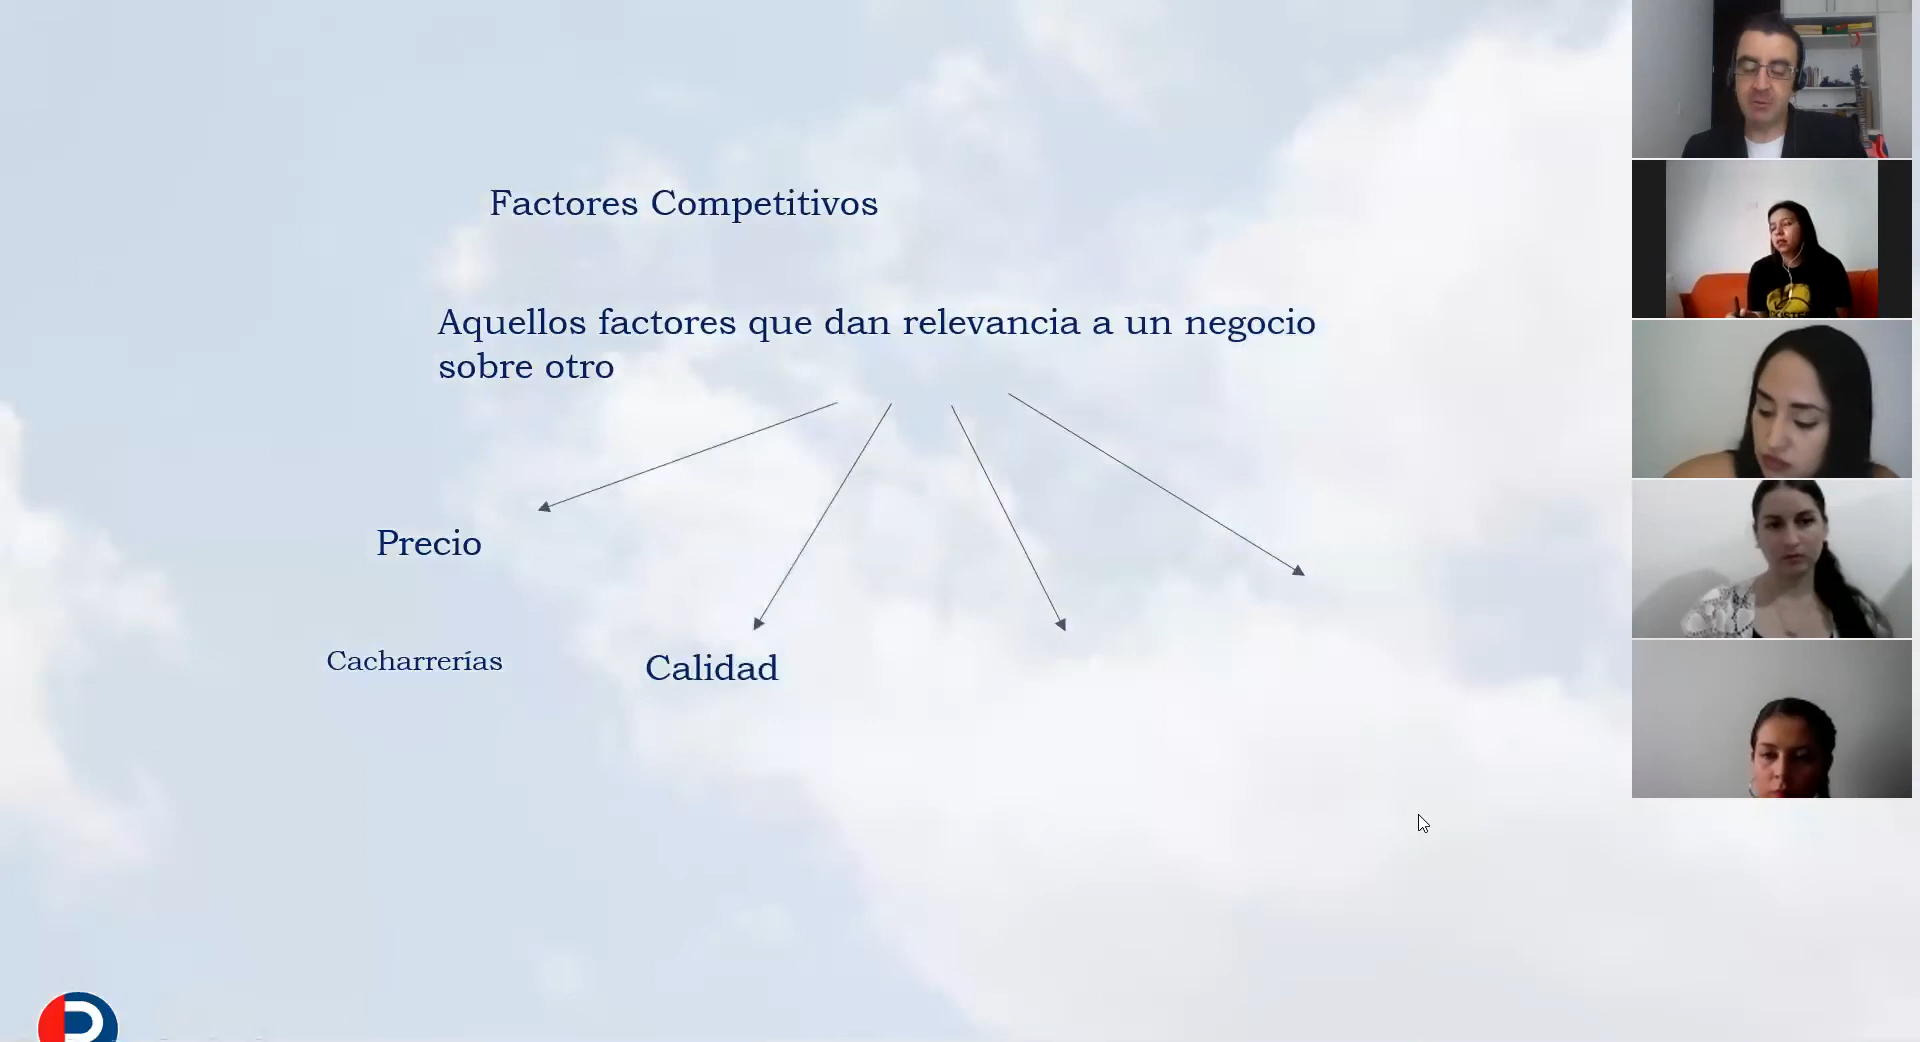 Factores Competitivos
Aquellos factores que dan relevancia a un negocio
sobre otro
Precio
Cacharrerías
Calidad